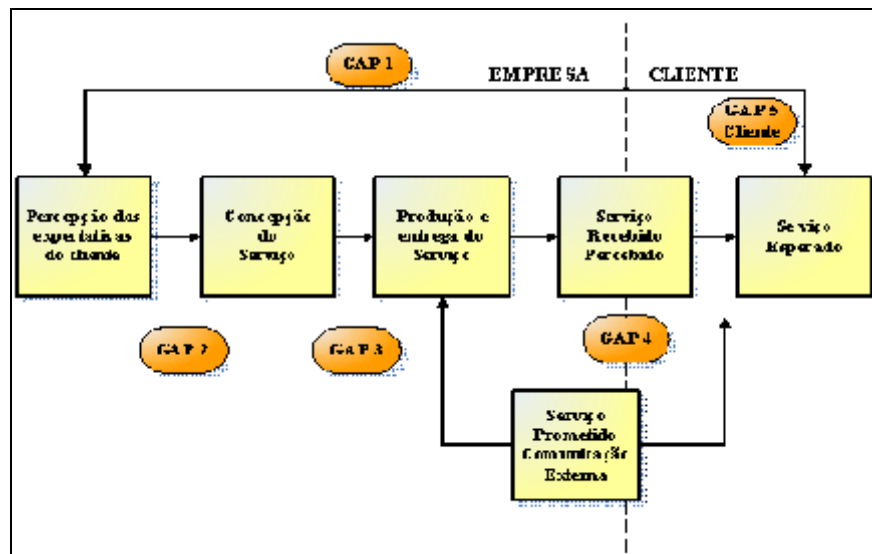 GAP 1
EMPRESA
CLIENTE
GAP 5
Cliente
Percepção das
expectativas
do cliente
Concepção
do
Serviço
Produção e
entrega do
Serviço
Serviço
Recebido
Percebido
Serviço
Esperado
GAP 2
GAP 3
GAP 4
Serviço
Prometido
Comunicação
Externa